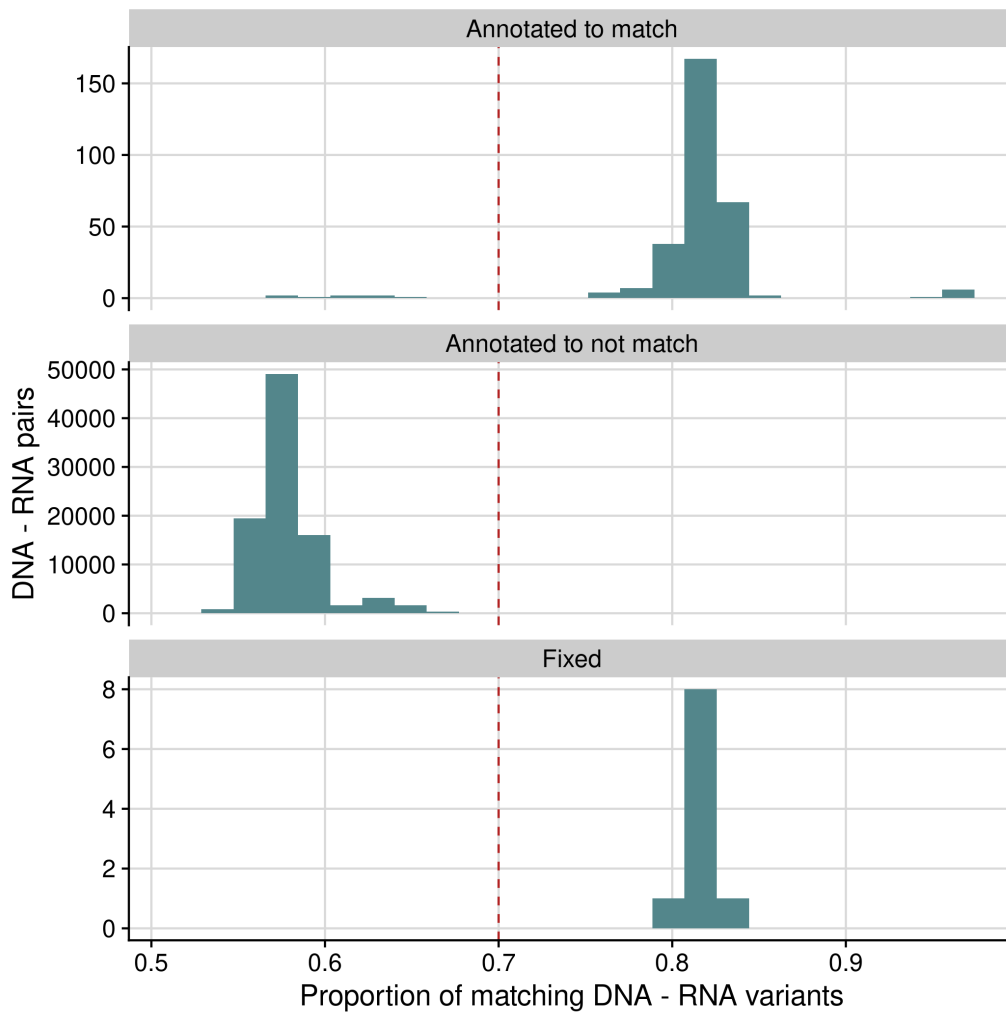 Annotated to match
150
100
50
0
Annotated to not match
50000
40000
30000
20000
10000
0
DNA - RNA pairs
Fixed
8
6
4
2
0
0.5 0.6 0.7 0.8 0.9
Proportion of matching DNA - RNA variants